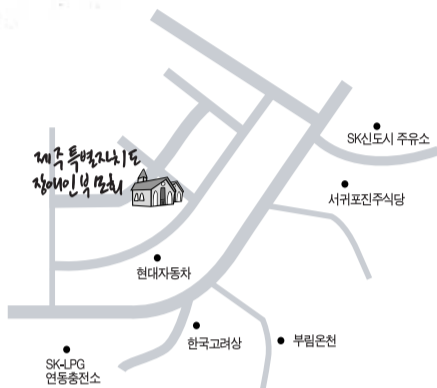 SK신도시 주유소
제주특별자치도
장애인부모회
서귀포진주식당
현대자동차
한국고려상
부림온천
SK-LPG
연동충전소